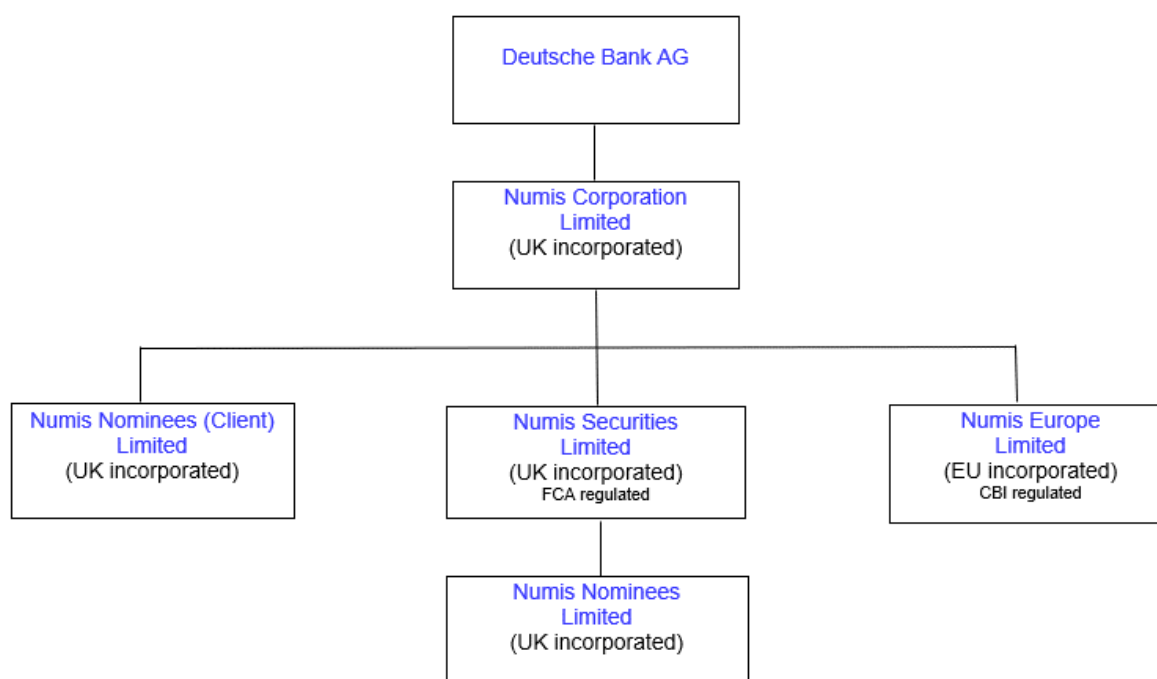 Deutsche Bank AG
Numis Corporation
Limited
(UK incorporated)
Numis Nominees (Client)
Limited
(UK incorporated)
Numis Securities
Limited
(UK incorporated)
FCA regulated
Numis Europe
Limited
(EU incorporated)
CBI regulated
Numis Nominees
Limited
(UK incorporated)